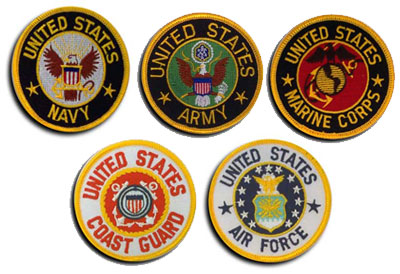 UNITED STATES
NAVY
UNITED STATES
ARMY
UNITED STATES
MARINE CORPS
UNITED STATES
COAST GUARD
UNITED STATES
AIR FORCE